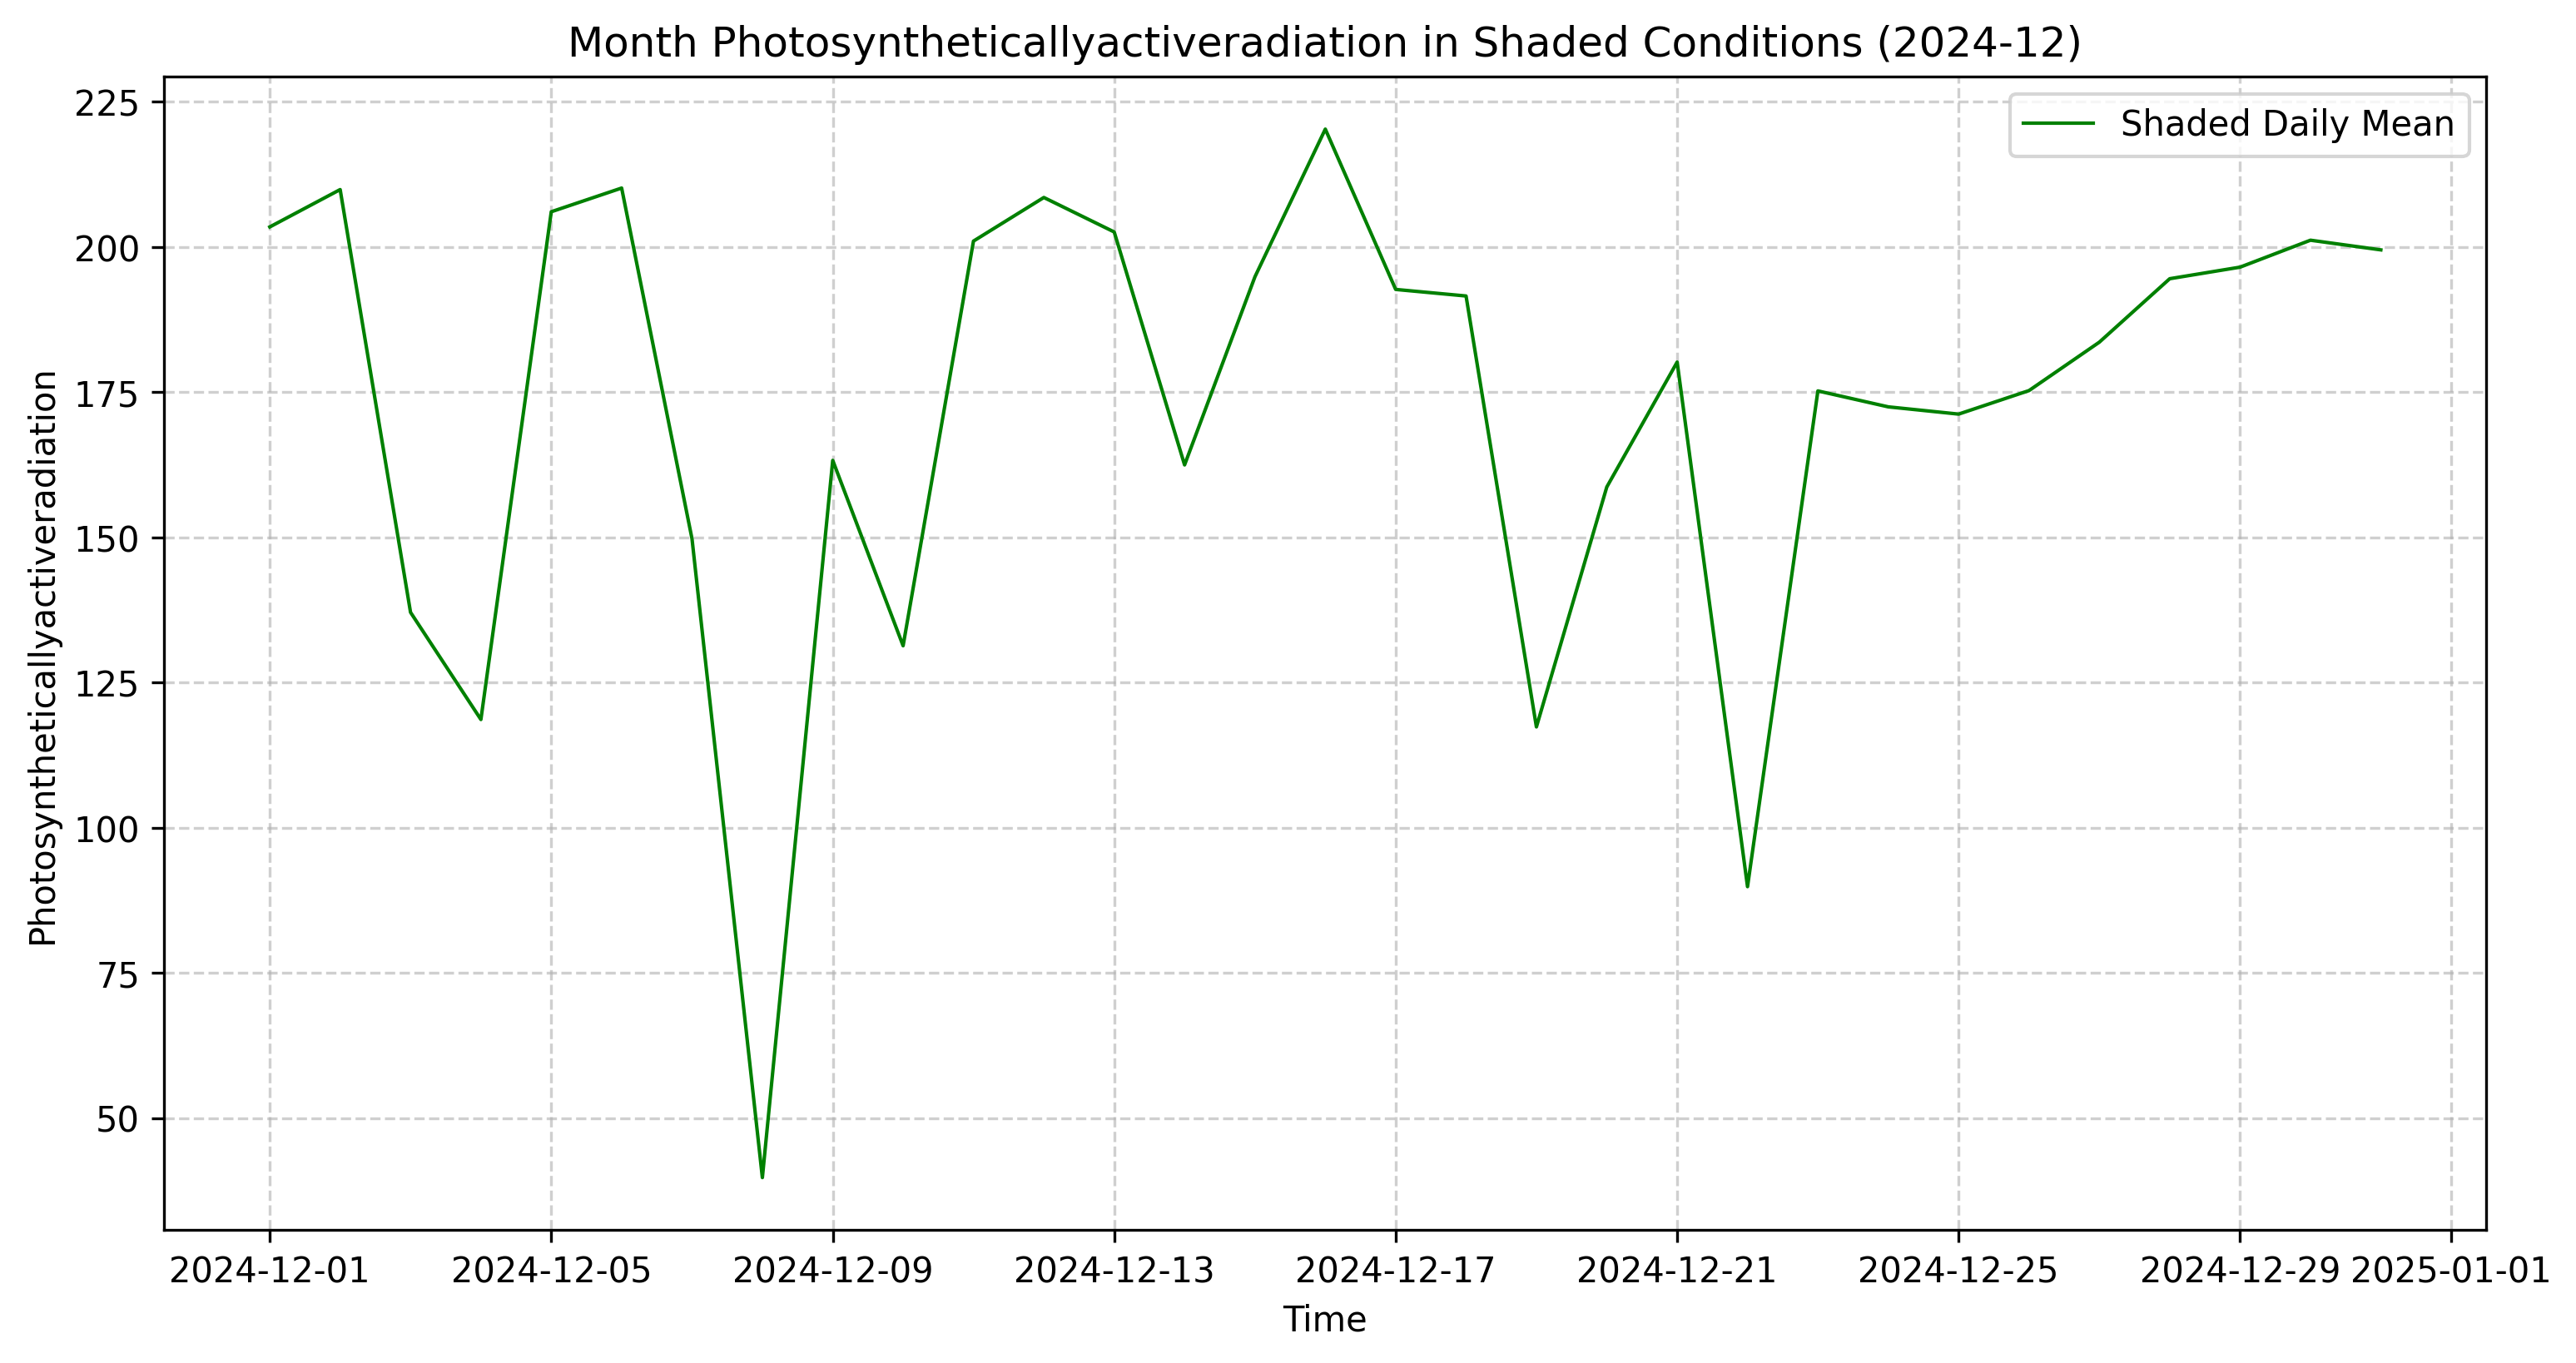 Month Photosyntheticallyactiveradiation in Shaded Conditions (2024-12)
Shaded Daily Mean
Photosyntheticallyactiveradiation
225
200
175
150
125
100
75
50
2024-12-01 2024-12-05 2024-12-09 2024-12-13 2024-12-17 2024-12-21 2024-12-25 2024-12-29 2025-01-01
Time